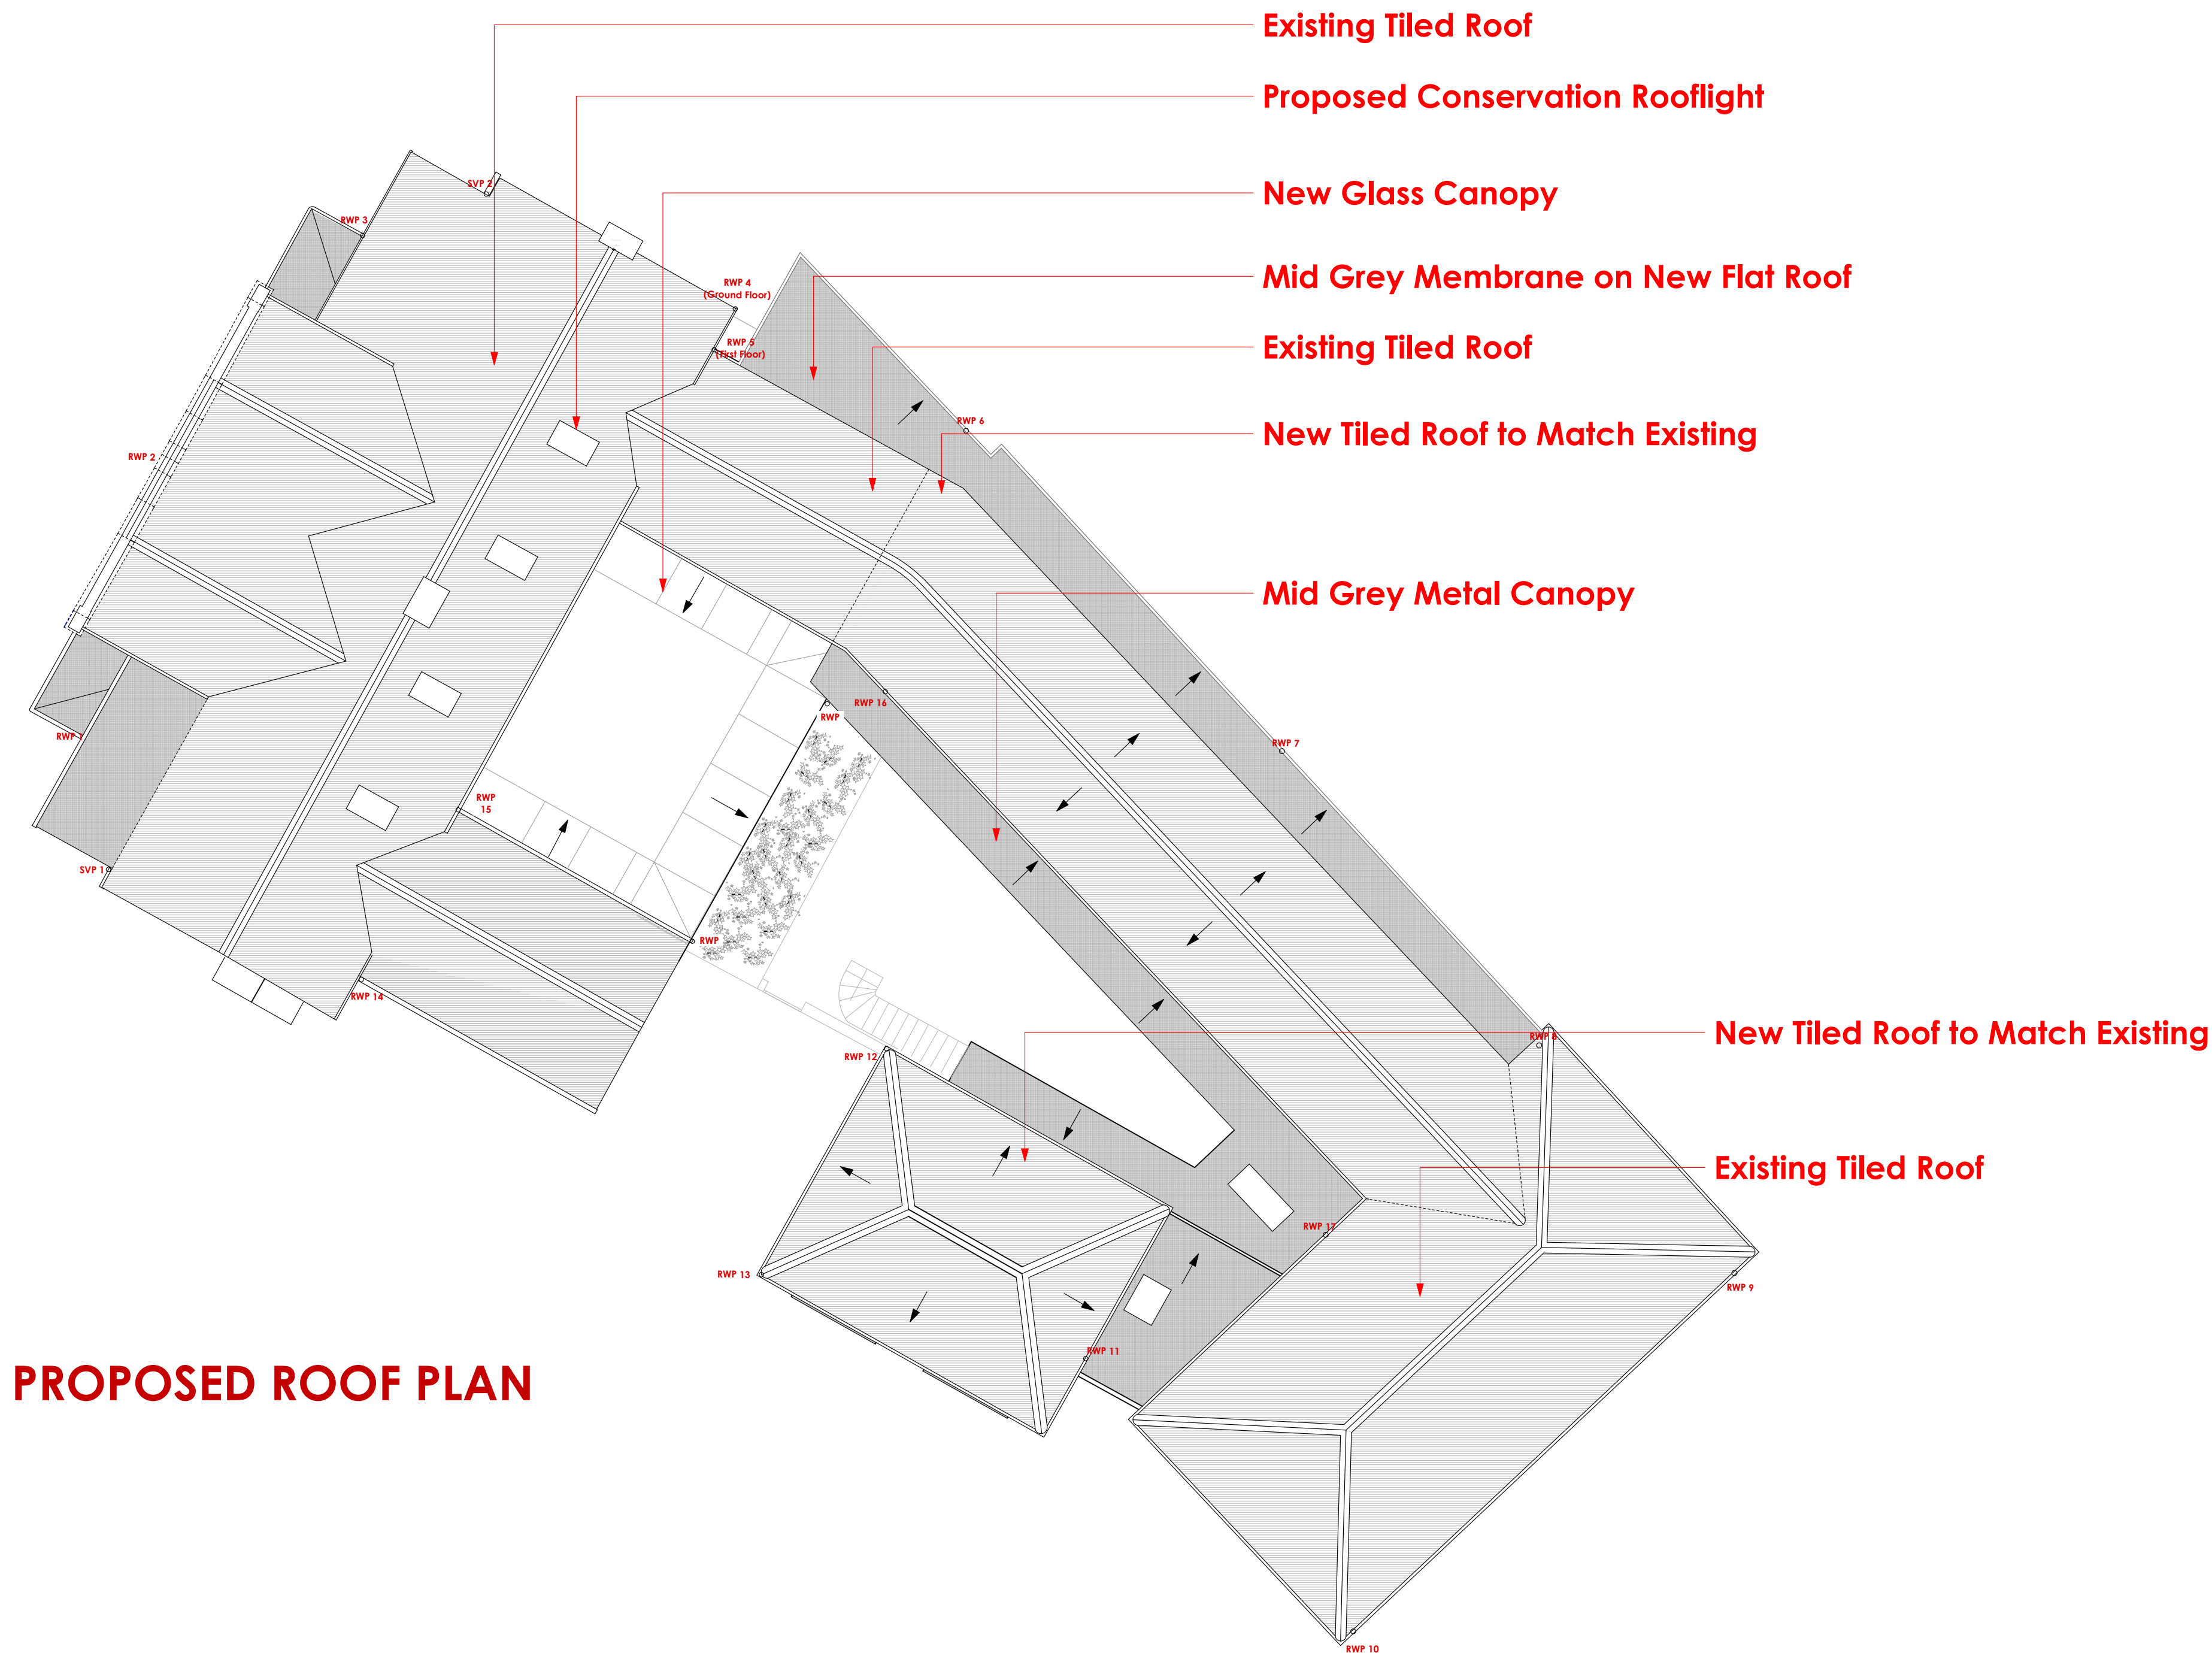 Existing Tiled Roof
Proposed Conservation Rooflight
New Glass Canopy
Mid Grey Membrane on New Flat Roof
Existing Tiled Roof
New Tiled Roof to Match Existing
Mid Grey Metal Canopy
New Tiled Roof to Match Existing
Existing Tiled Roof
SVP 2
RWP 3
RWP 4
(Ground Floor)
RWP 5
(First Floor)
RWP 6
RWP 2
RWP 16
RWP
RWP 1
RWP 7
RWP
15
SVP 1
RWP
RWP 14
RWP 8
RWP 12
RWP 17
RWP 13
RWP 9
RWP 11
RWP 10
PROPOSED ROOF PLAN